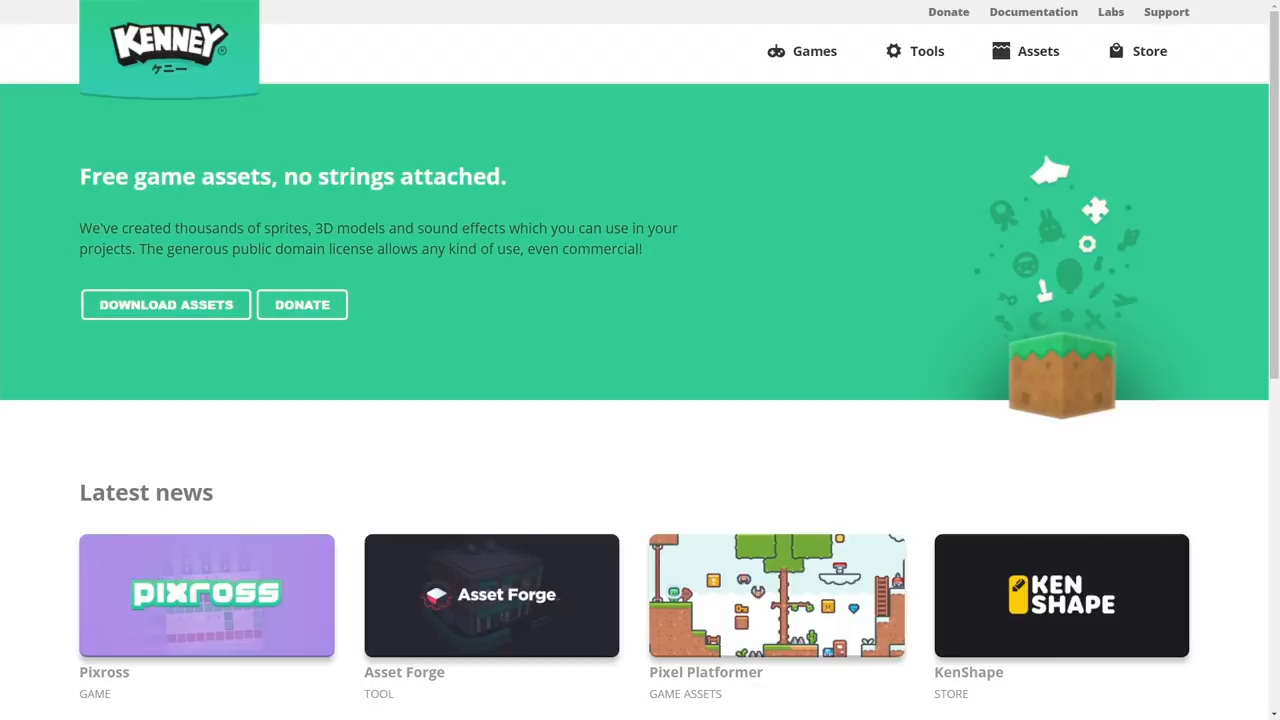 Donate Documentation Labs Support
KENNEY®
ケニー
Games Tools Assets Store
Free game assets, no strings attached.
We've created thousands of sprites, 3D models and sound effects which you can use in your
projects. The generous public domain license allows any kind of use, even commercial!
DOWNLOAD ASSETS DONATE
Latest news
pixross
Asset Forge
KEN
SHAPE
Pixross
GAME
Asset Forge
TOOL
Pixel Platformer
GAME ASSETS
KenShape
STORE